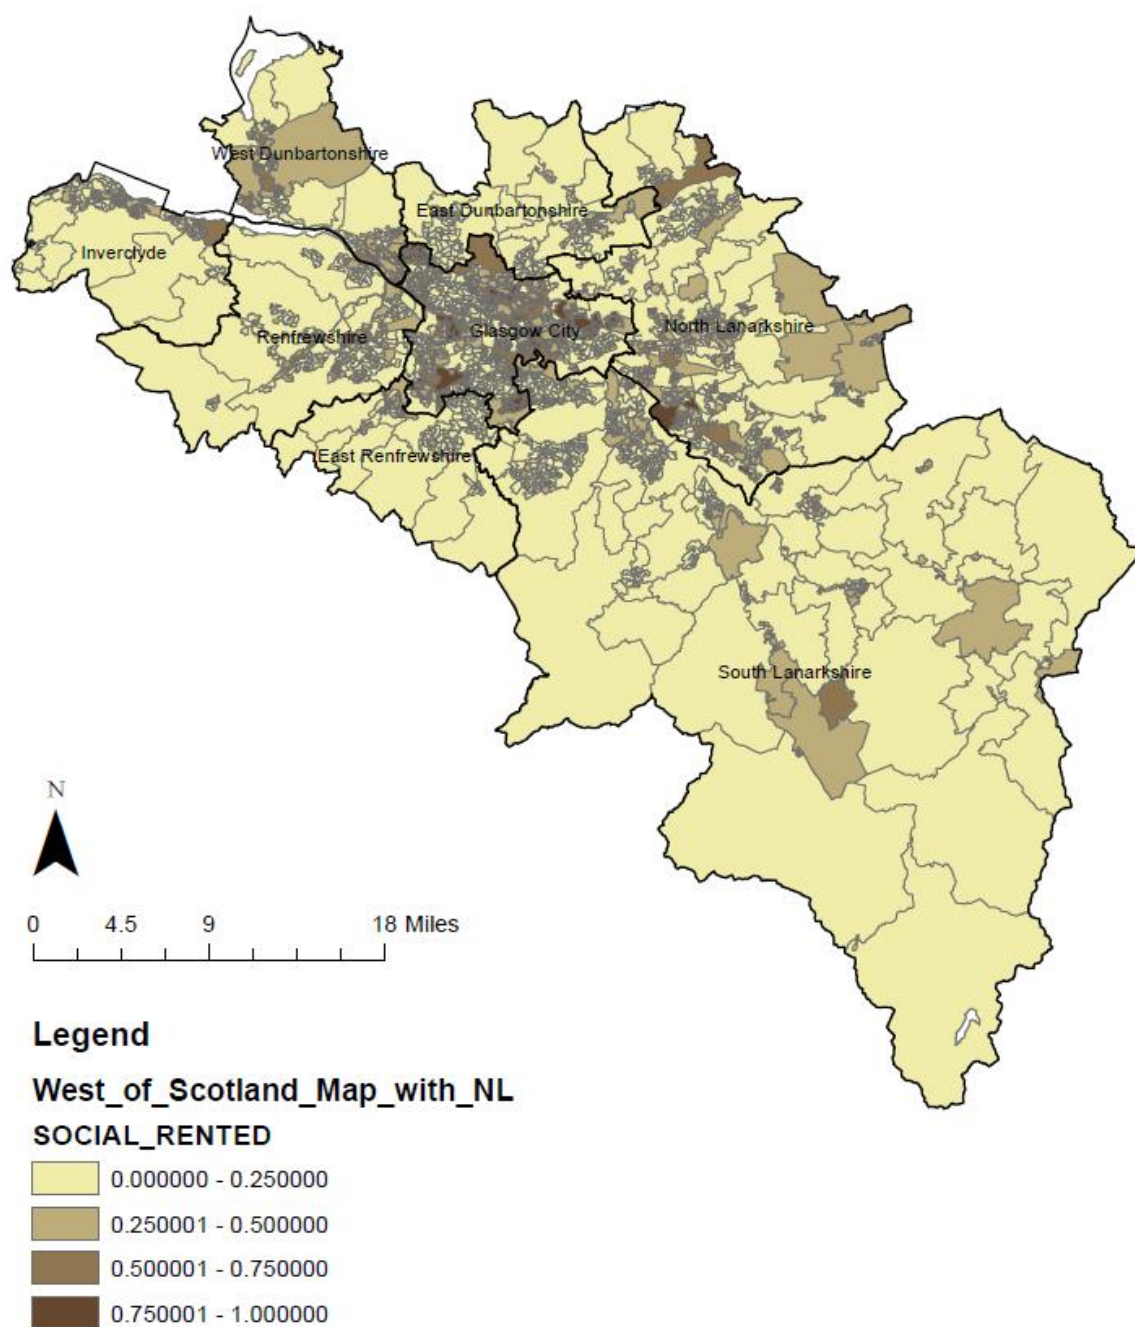 West Dunbartonshire
East Dunbartonshire
Inverclyde
Renfrewshire
Glasgow City
North Lanarkshire
East Renfrewshire
South Lanarkshire
N
0 4.5 9 18 Miles
Legend
West_of_Scotland_Map_with_NL
SOCIAL_RENTED
0.000000 - 0.250000
0.250001 - 0.500000
0.500001 - 0.750000
0.750001 - 1.000000